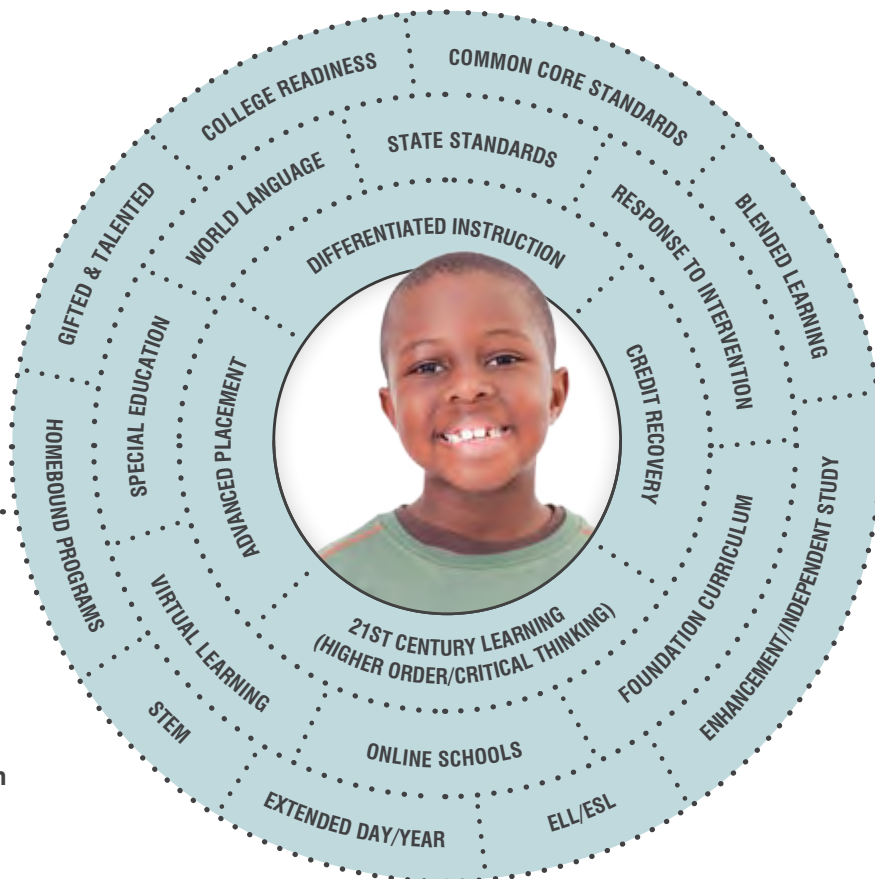 COLLEGE READINESS
COMMON CORE STANDARDS
BLENDED LEARNING
ENHANCEMENT/INDEPENDENT STUDY
ELL/ESL
EXTENDED DAY/YEAR
STEM
HOMEBOUND PROGRAMS
GIFTED & TALENTED
WORLD LANGUAGE
STATE STANDARDS
RESPONSE TO INTERVENTION
FOUNDATION CURRICULUM
ONLINE SCHOOLS
VIRTUAL LEARNING
SPECIAL EDUCATION
DIFFERENTIATED INSTRUCTION
CREDIT RECOVERY
21ST CENTURY LEARNING
(HIGHER ORDER/CRITICAL THINKING)
ADVANCED PLACEMENT